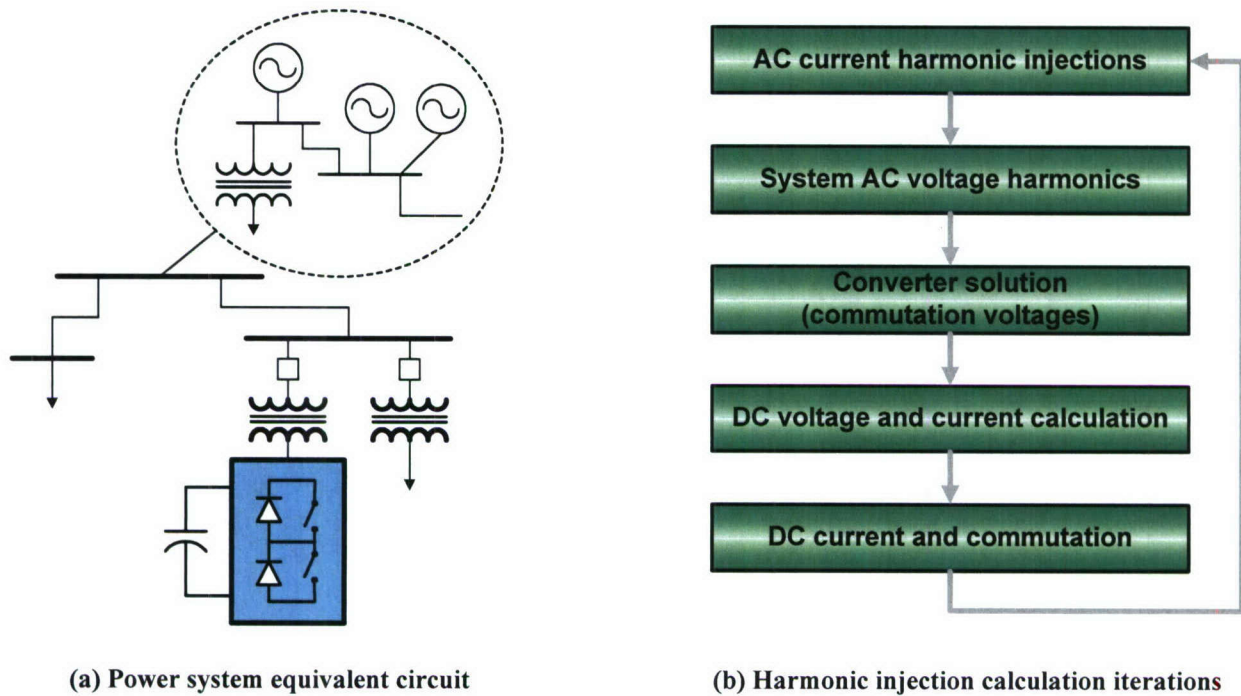 AC current harmonic injections
System AC voltage harmonics
Converter solution
(commutation voltages)
DC voltage and current calculation
DC current and commutation
(a) Power system equivalent circuit
(b) Harmonic injection calculation iterations